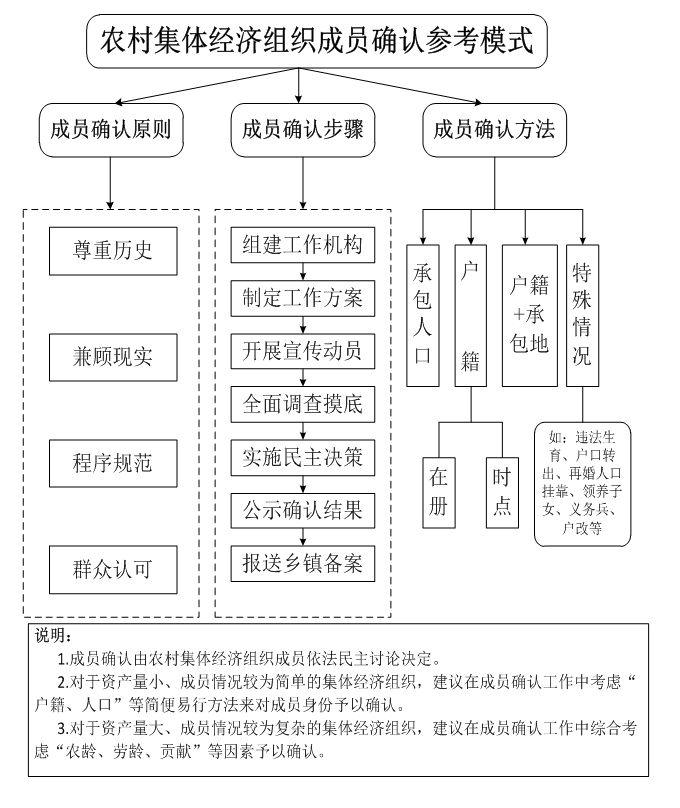 农村集体经济组织成员确认参考模式
成员确认原则
成员确认步骤
成员确认方法
尊重历史
兼顾现实
程序规范
群众认可
组建工作机构
制定工作方案
开展宣传动员
全面调查摸底
实施民主决策
公示确认结果
报送乡镇备案
承包人口
户籍
户籍
+承
包地
特殊情况
在册
时点
如：违法生
育、户口转
出、再婚人口
挂靠、领养子
女、义务兵、
户改等
说明：
1.成员确认由农村集体经济组织成员依法民主讨论决定。
2.对于资产量小、成员情况较为简单的集体经济组织，建议在成员确认工作中考虑“
户籍、人口”等简便易行方法来对成员身份予以确认。
3.对于资产量大、成员情况较为复杂的集体经济组织，建议在成员确认工作中综合考
虑“农龄、劳龄、贡献”等因素予以确认。